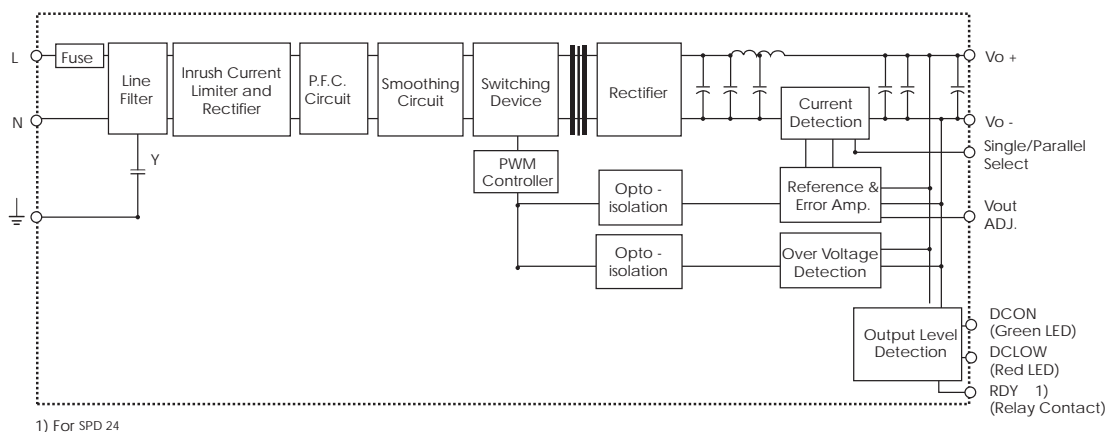 L
Fuse
Line
Filter
Inrush Current
Limiter and
Rectifier
P.F.C.
Circuit
Smoothing
Circuit
Switching
Device
Rectifier
Current
Detection
Vo +
N
Vo -
Single/Parallel
Select
Y
PWM
Controller
Opto -
isolation
Reference &
Error Amp.
Vout
ADJ.
Opto -
isolation
Over Voltage
Detection
Output Level
Detection
DCON
(Green LED)
DCLOW
(Red LED)
RDY 1)
(Relay Contact)
1) For SPD 24